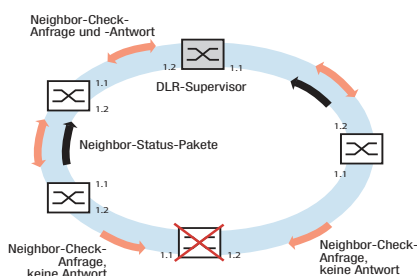 Neighbor-Check-
Anfrage und -Antwort
1.2
1.1
DLR-Supervisor
1.1
1.2
1.2
1.1
Neighbor-Status-Pakete
1.1
1.2
Neighbor-Check-
Anfrage,
keine Antwort
1.1
1.2
Neighbor-Check-
Anfrage,
keine Antwort